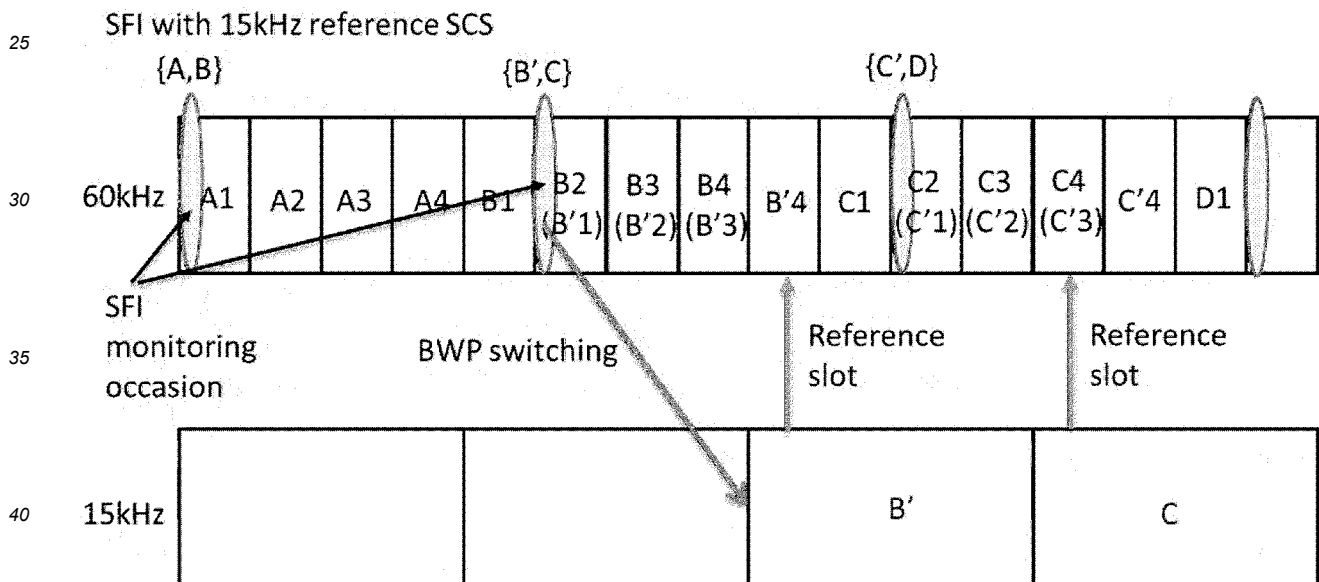 25
SFI with 15kHz reference SCS
{A,B} {B',C} {C',D}
30
60kHz A1 A2 A3 A4 B1 B2 (B'1) B3 (B'2) B4 (B'3) B'4 C1 C2 (C'1) C3 (C'2) C4 (C'3) C'4 D1
SFI
monitoring
occasion
35
BWP switching
Reference
slot
Reference
slot
40
15kHz B' C